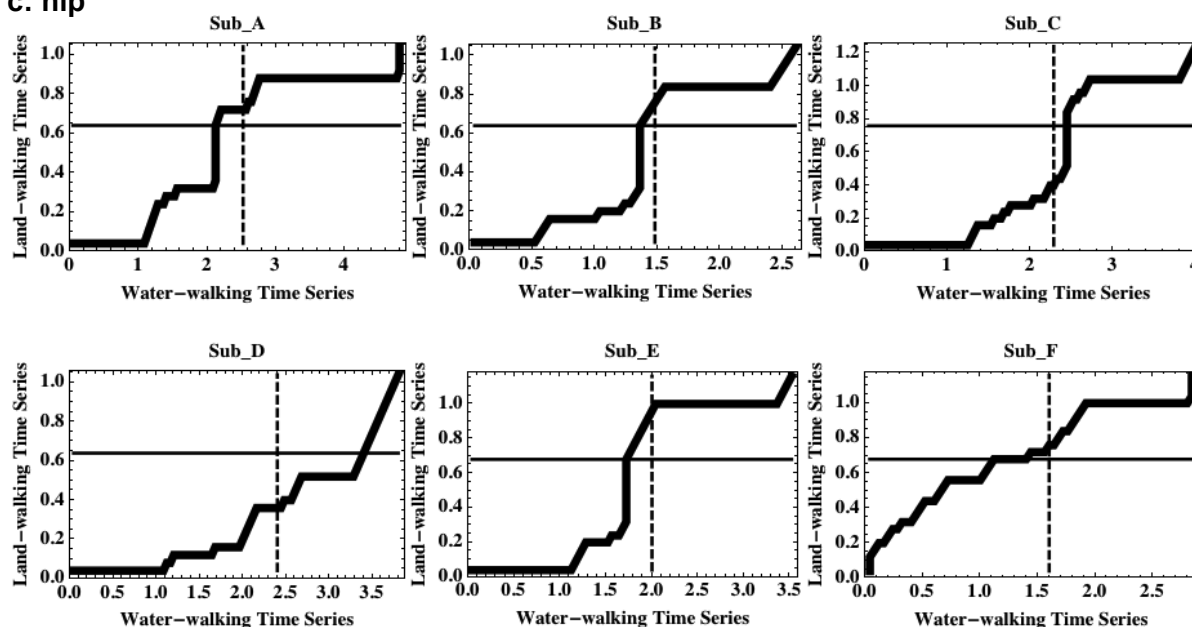 c. hip
Sub_A
Sub_B
Sub_C
Land−walking Time Series
1.0
0.8
0.6
0.4
0.2
0.0
0 1 2 3 4
Water−walking Time Series
Land−walking Time Series
1.0
0.8
0.6
0.4
0.2
0.0
0.0 0.5 1.0 1.5 2.0 2.5
Water−walking Time Series
Land−walking Time Series
1.2
1.0
0.8
0.6
0.4
0.2
0.0
0 1 2 3 4
Water−walking Time Series
Sub_D
Sub_E
Sub_F
Land−walking Time Series
1.0
0.8
0.6
0.4
0.2
0.0
0.0 0.5 1.0 1.5 2.0 2.5 3.0 3.5
Water−walking Time Series
Land−walking Time Series
1.0
0.8
0.6
0.4
0.2
0.0
0.0 0.5 1.0 1.5 2.0 2.5 3.0 3.5
Water−walking Time Series
Land−walking Time Series
1.0
0.8
0.6
0.4
0.2
0.0
0.0 0.5 1.0 1.5 2.0 2.5
Water−walking Time Series